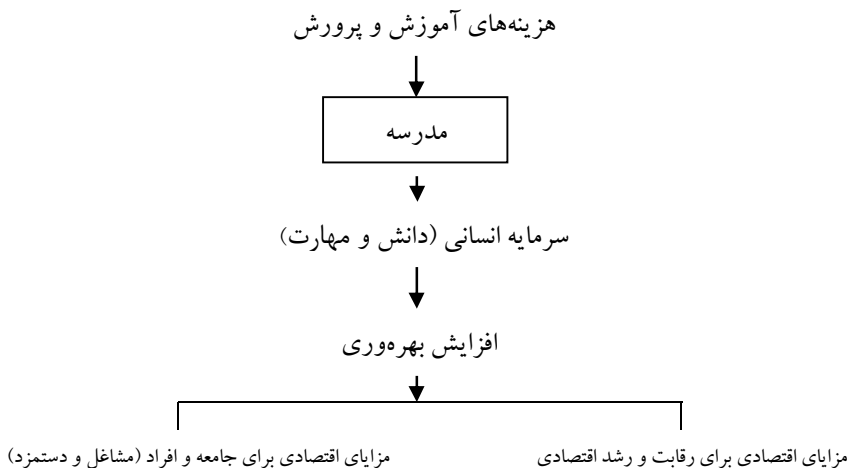 هزینه‌های آموزش و پرورش
مدرسه
سرمایه انسانی (دانش و مهارت)
افزایش بهره‌وری
مزایای اقتصادی برای رقابت و رشد اقتصادی
مزایای اقتصادی برای جامعه و افراد (مشاغل و دستمزد)